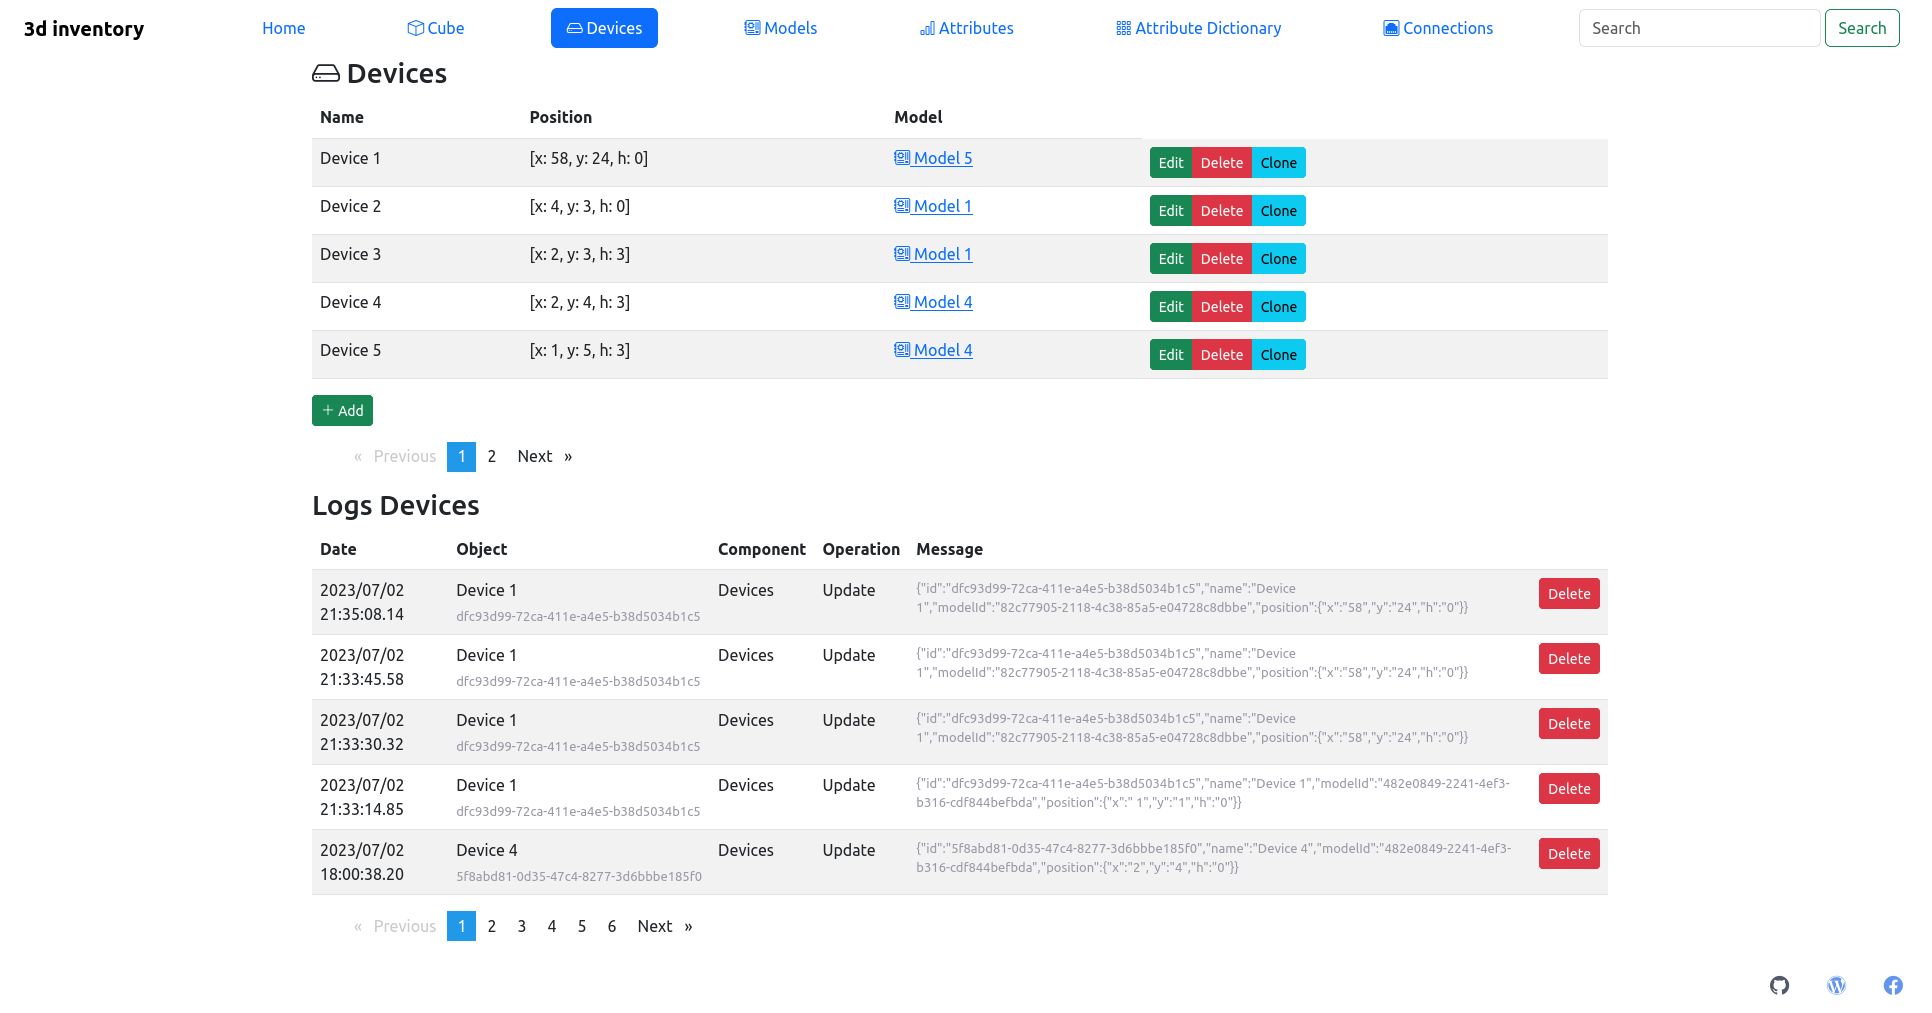 3d inventory Home Cube Devices Models Attributes Attribute Dictionary Connections Search Search
Devices
Name Position Model
Device 1 [x: 58, y: 24, h: 0] Model 5 Edit Delete Clone
Device 2 [x: 4, y: 3, h: 0] Model 1 Edit Delete Clone
Device 3 [x: 2, y: 3, h: 3] Model 1 Edit Delete Clone
Device 4 [x: 2, y: 4, h: 3] Model 4 Edit Delete Clone
Device 5 [x: 1, y: 5, h: 3] Model 4 Edit Delete Clone
+ Add
« Previous 1 2 Next »
Logs Devices
Date Object Component Operation Message
2023/07/02 Device 1 Devices Update {"id":"dfc93d99-72ca-411e-a4e5-b38d5034b1c5","name":"Device Delete
21:35:08.14 dfc93d99-72ca-411e-a4e5-b38d5034b1c5 1","modelId":"82c77905-2118-4c38-85a5-e04728c8dbbe","position":{"x":"58","y":"24","h":"0"}}
2023/07/02 Device 1 Devices Update {"id":"dfc93d99-72ca-411e-a4e5-b38d5034b1c5","name":"Device Delete
21:33:45.58 dfc93d99-72ca-411e-a4e5-b38d5034b1c5 1","modelId":"82c77905-2118-4c38-85a5-e04728c8dbbe","position":{"x":"58","y":"24","h":"0"}}
2023/07/02 Device 1 Devices Update {"id":"dfc93d99-72ca-411e-a4e5-b38d5034b1c5","name":"Device Delete
21:33:30.32 dfc93d99-72ca-411e-a4e5-b38d5034b1c5 1","modelId":"82c77905-2118-4c38-85a5-e04728c8dbbe","position":{"x":"58","y":"24","h":"0"}}
2023/07/02 Device 1 Devices Update {"id":"dfc93d99-72ca-411e-a4e5-b38d5034b1c5","name":"Device 1","modelId":"482e0849-2241-4ef3- Delete
21:33:14.85 dfc93d99-72ca-411e-a4e5-b38d5034b1c5 b316-cdf844befbda","position":{"x":" 1","y":"1","h":"0"}}
2023/07/02 Device 4 Devices Update {"id":"5f8abd81-0d35-47c4-8277-3d6bbbe185f0","name":"Device 4","modelId":"482e0849-2241-4ef3- Delete
18:00:38.20 5f8abd81-0d35-47c4-8277-3d6bbbe185f0 b316-cdf844befbda","position":{"x":"2","y":"4","h":"0"}}
« Previous 1 2 3 4 5 6 Next »